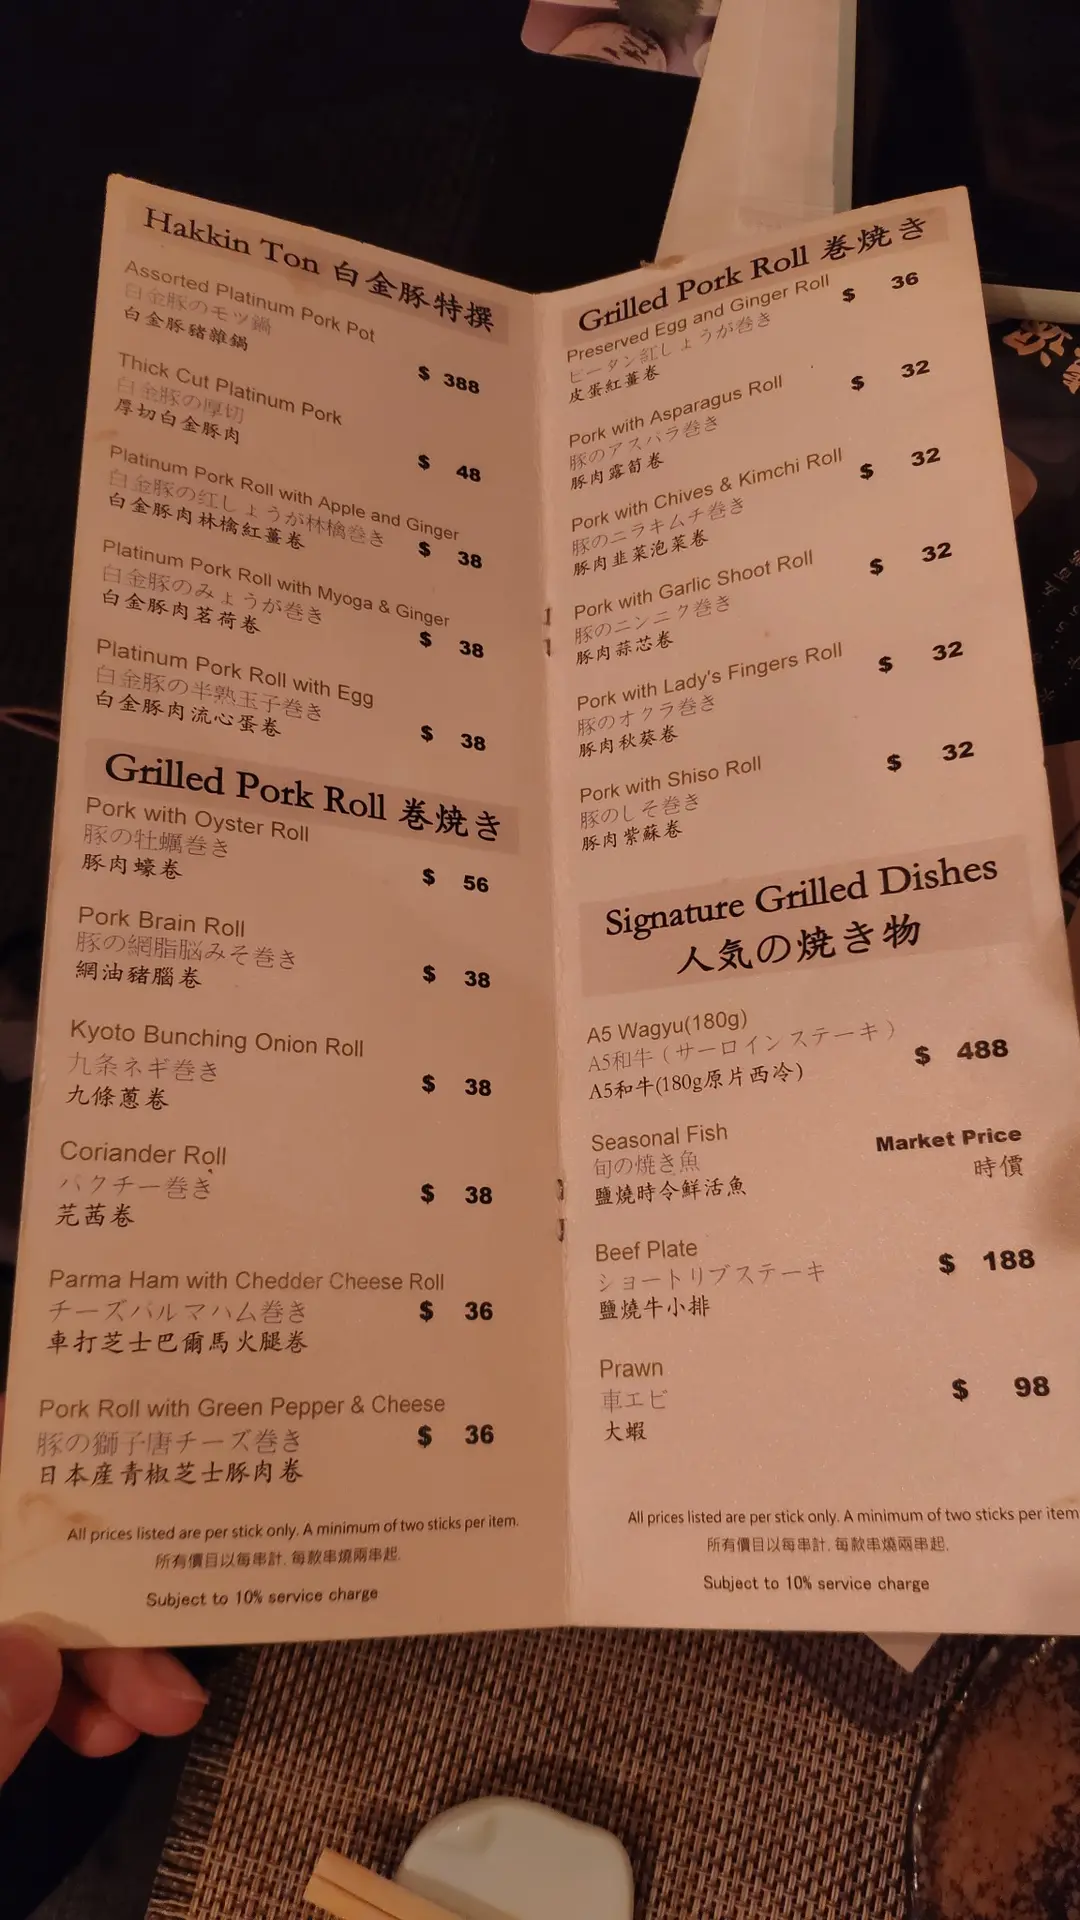 Hakkin Ton 白金豚特撰
Assorted Platinum Pork Pot
白金豚のモツ鍋
白金豚豬雜鍋
$ 388
Thick Cut Platinum Pork
白金豚の厚切
厚切白金豚肉
$ 48
Platinum Pork Roll with Apple and Ginger
白金豚の红しょうが林檎巻き
白金豚肉林檎紅薑卷
$ 38
Platinum Pork Roll with Myoga & Ginger
白金豚のみょうが巻き
白金豚肉茗荷卷
$ 38
Platinum Pork Roll with Egg
白金豚の半熟玉子巻き
白金豚肉流心蛋卷
$ 38
Grilled Pork Roll 巻焼き
Pork with Oyster Roll
豚の牡蠣巻き
豚肉蠔卷
$ 56
Pork Brain Roll
豚の網脂脳みそ巻き
網油豬腦卷
$ 38
Kyoto Bunching Onion Roll
九条ネギ巻き
九條蔥卷
$ 38
Coriander Roll
パクチー巻き
芫茜卷
$ 38
Parma Ham with Chedder Cheese Roll
チーズパルマハム巻き
車打芝士巴爾馬火腿卷
$ 36
Pork Roll with Green Pepper & Cheese
豚の獅子唐チーズ巻き
日本産青椒芝士豚肉卷
$ 36
All prices listed are per stick only. A minimum of two sticks per item.
所有價目以每串計, 每款串燒兩串起.
Subject to 10% service charge
Grilled Pork Roll 巻焼き
Preserved Egg and Ginger Roll
ピータン紅しょうが巻き
皮蛋紅薑卷
$ 36
Pork with Asparagus Roll
豚のアスパラ巻き
豚肉露荀卷
$ 32
Pork with Chives & Kimchi Roll
豚のニラキムチ巻き
豚肉韭菜泡菜卷
$ 32
Pork with Garlic Shoot Roll
豚のニンニク巻き
豚肉蒜芯卷
$ 32
Pork with Lady's Fingers Roll
豚のオクラ巻き
豚肉秋葵卷
$ 32
Pork with Shiso Roll
豚のしそ巻き
豚肉紫蘇卷
$ 32
Signature Grilled Dishes
人気の焼き物
A5 Wagyu(180g)
A5和牛(サーロインステーキ)
A5和牛(180g原片西冷)
$ 488
Seasonal Fish
旬の焼き魚
鹽燒時令鮮活魚
Market Price
時價
Beef Plate
ショートリブステーキ
鹽燒牛小排
$ 188
Prawn
車エビ
大蝦
$ 98
All prices listed are per stick only. A minimum of two sticks per item
所有價目以每串計, 每款串燒兩串起.
Subject to 10% service charge